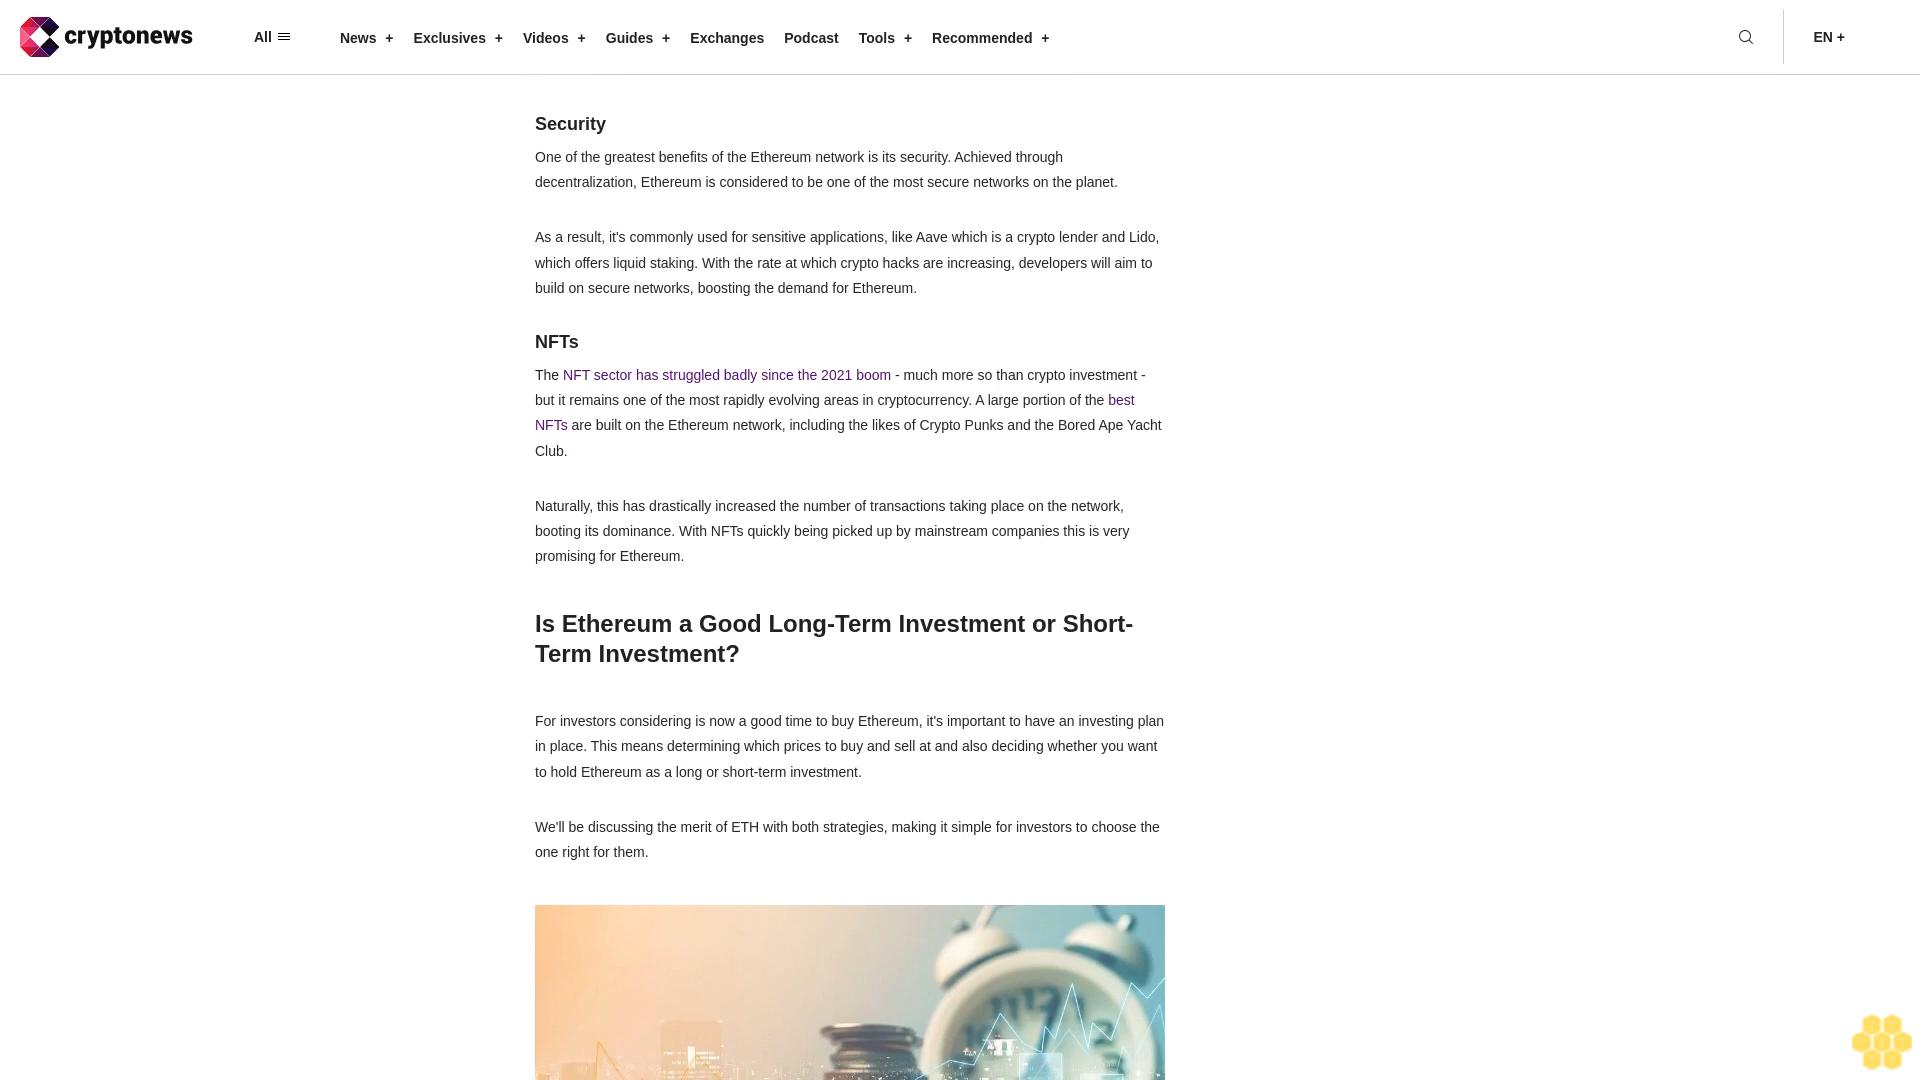 cryptonews
All
News +
Exclusives +
Videos +
Guides +
Exchanges
Podcast
Tools +
Recommended +
EN +
Security
One of the greatest benefits of the Ethereum network is its security. Achieved through
decentralization, Ethereum is considered to be one of the most secure networks on the planet.
As a result, it's commonly used for sensitive applications, like Aave which is a crypto lender and Lido,
which offers liquid staking. With the rate at which crypto hacks are increasing, developers will aim to
build on secure networks, boosting the demand for Ethereum.
NFTs
The NFT sector has struggled badly since the 2021 boom - much more so than crypto investment -
but it remains one of the most rapidly evolving areas in cryptocurrency. A large portion of the best
NFTs are built on the Ethereum network, including the likes of Crypto Punks and the Bored Ape Yacht
Club.
Naturally, this has drastically increased the number of transactions taking place on the network,
booting its dominance. With NFTs quickly being picked up by mainstream companies this is very
promising for Ethereum.
Is Ethereum a Good Long-Term Investment or Short-
Term Investment?
For investors considering is now a good time to buy Ethereum, it's important to have an investing plan
in place. This means determining which prices to buy and sell at and also deciding whether you want
to hold Ethereum as a long or short-term investment.
We'll be discussing the merit of ETH with both strategies, making it simple for investors to choose the
one right for them.